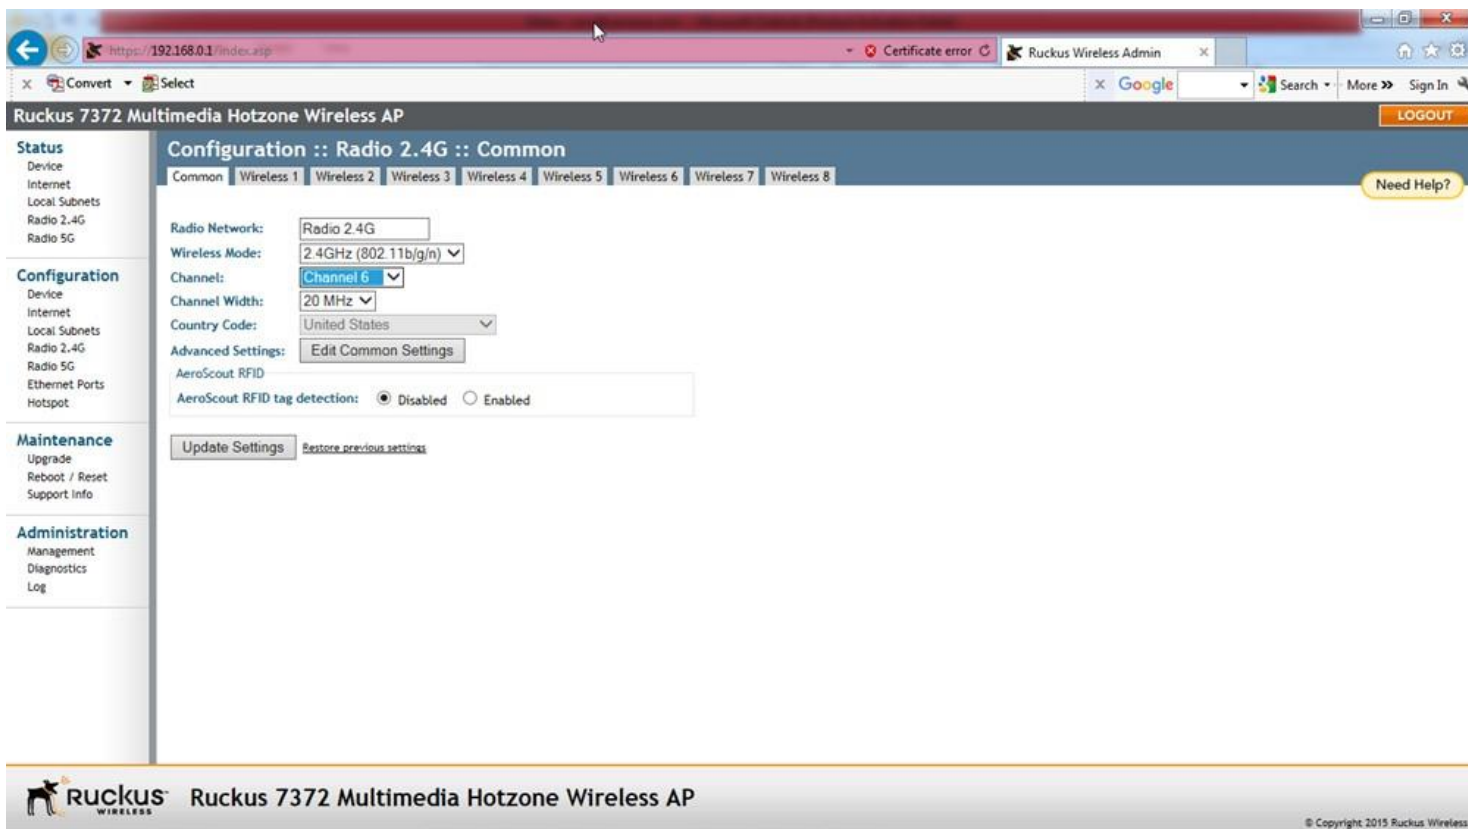 https://192.168.0.1/index.asp
Certificate error
Ruckus Wireless Admin
x Convert Select
x Google Search More » Sign In
Ruckus 7372 Multimedia Hotzone Wireless AP
LOGOUT
Status
Device
Internet
Local Subnets
Radio 2.4G
Radio 5G
Configuration
Device
Internet
Local Subnets
Radio 2.4G
Radio 5G
Ethernet Ports
Hotspot
Maintenance
Upgrade
Reboot / Reset
Support Info
Administration
Management
Diagnostics
Log
Configuration :: Radio 2.4G :: Common
Common Wireless 1 Wireless 2 Wireless 3 Wireless 4 Wireless 5 Wireless 6 Wireless 7 Wireless 8
Need Help?
Radio Network: Radio 2.4G
Wireless Mode: 2.4GHz (802.11b/g/n)
Channel: Channel 6
Channel Width: 20 MHz
Country Code: United States
Advanced Settings: Edit Common Settings
AeroScout RFID
AeroScout RFID tag detection: Disabled Enabled
Update Settings Restore previous settings
Ruckus WIRELESS
Ruckus 7372 Multimedia Hotzone Wireless AP
© Copyright 2015 Ruckus Wireless